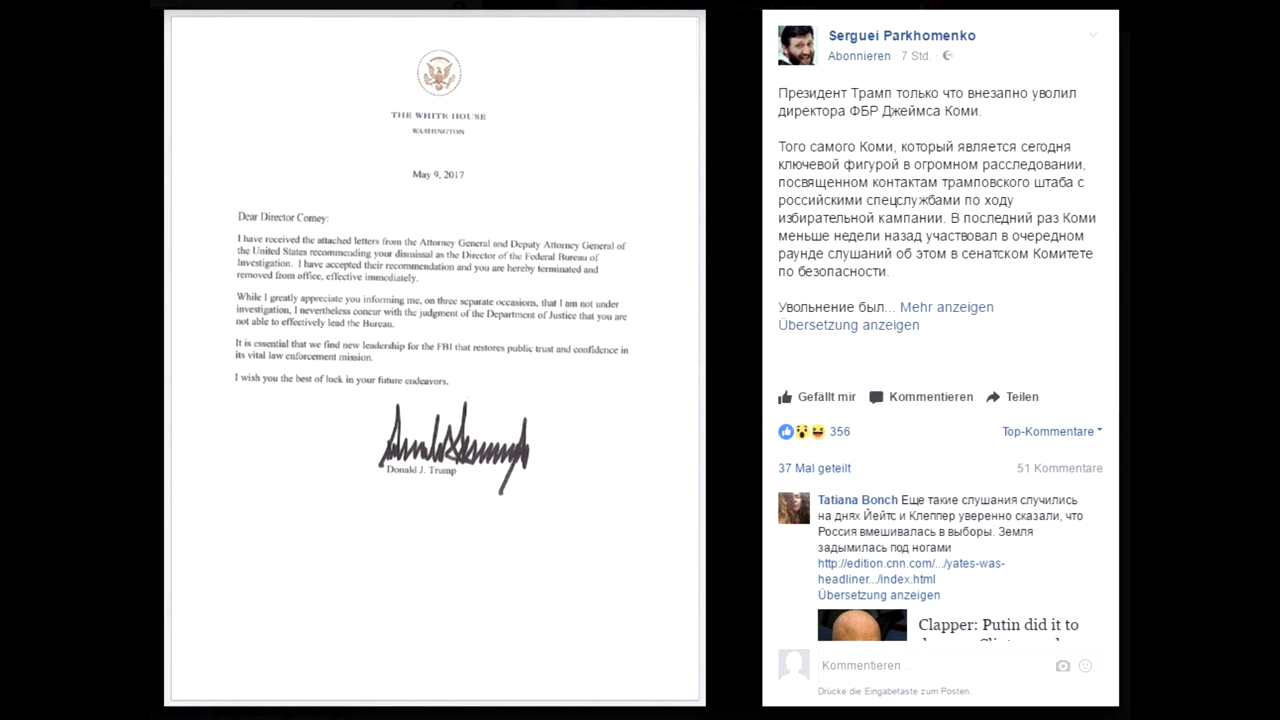 THE WHITE HOUSE
WASHINGTON
May 9, 2017
Dear Director Comey:
I have received the attached letters from the Attorney General and Deputy Attorney General of
the United States recommending your dismissal as the Director of the Federal Bureau of
Investigation. I have accepted their recommendation and you are hereby terminated and
removed from office, effective immediately.
While I greatly appreciate you informing me, on three separate occasions, that I am not under
investigation, I nevertheless concur with the judgment of the Department of Justice that you are
not able to effectively lead the Bureau.
It is essential that we find new leadership for the FBI that restores public trust and confidence in
its vital law enforcement mission.
I wish you the best of luck in your future endeavors.
Donald J. Trump
Serguei Parkhomenko
Abonnieren · 7 Std. ·
Президент Трамп только что внезапно уволил
директора ФБР Джеймса Коми.
Того самого Коми, который является сегодня
ключевой фигурой в огромном расследовании,
посвященном контактам трамповского штаба с
российскими спецслужбами по ходу
избирательной кампании. В последний раз Коми
меньше недели назад участвовал в очередном
раунде слушаний об этом в сенатском Комитете
по безопасности.
Увольнение был... Mehr anzeigen
Übersetzung anzeigen
Gefällt mir Kommentieren Teilen
356 Top-Kommentare
37 Mal geteilt 51 Kommentare
Tatiana Bonch Еще такие слушания случились
на днях Йейтс и Клеппер уверенно сказали, что
Россия вмешивалась в выборы. Земля
задымилась под ногами
http://edition.cnn.com/.../yates-was-
headliner.../index.html
Übersetzung anzeigen
Clapper: Putin did it to
Kommentieren ...
Drücke die Eingabetaste zum Posten.